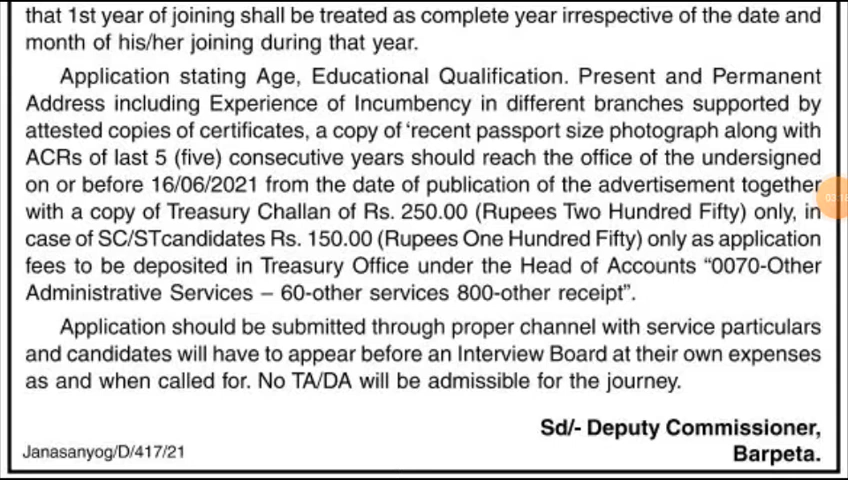 that 1st year of joining shall be treated as complete year irrespective of the date and
month of his/her joining during that year.
Application stating Age, Educational Qualification. Present and Permanent
Address including Experience of Incumbency in different branches supported by
attested copies of certificates, a copy of ‘recent passport size photograph along with
ACRs of last 5 (five) consecutive years should reach the office of the undersigned
on or before 16/06/2021 from the date of publication of the advertisement together
with a copy of Treasury Challan of Rs. 250.00 (Rupees Two Hundred Fifty) only, in
case of SC/STcandidates Rs. 150.00 (Rupees One Hundred Fifty) only as application
fees to be deposited in Treasury Office under the Head of Accounts “0070-Other
Administrative Services – 60-other services 800-other receipt”.
Application should be submitted through proper channel with service particulars
and candidates will have to appear before an Interview Board at their own expenses
as and when called for. No TA/DA will be admissible for the journey.
Sd/- Deputy Commissioner,
Janasanyog/D/417/21
Barpeta.